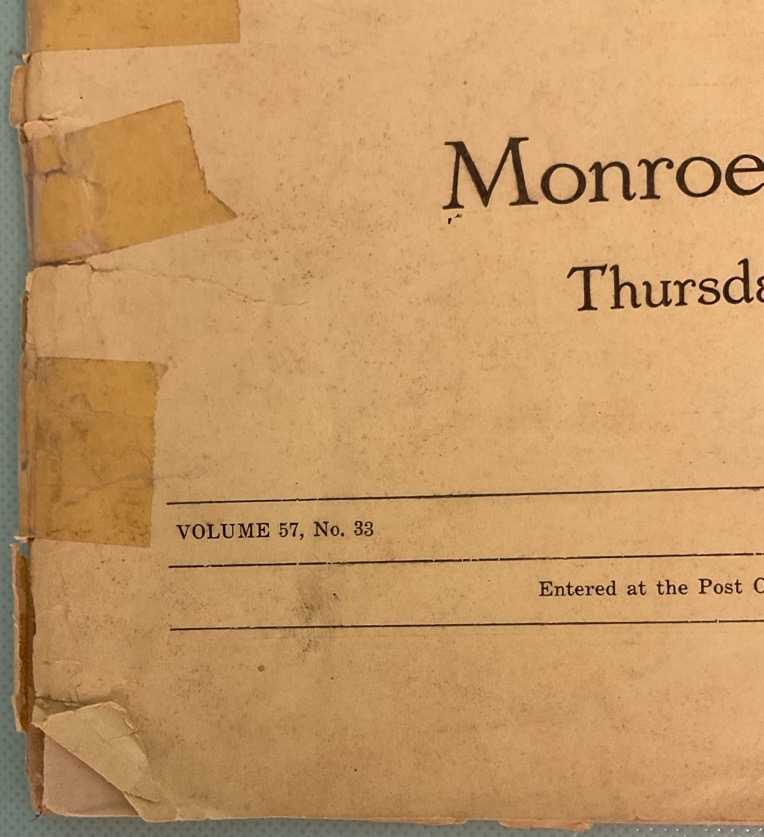 Monroe
Thursda
VOLUME 57, No. 33
Entered at the Post